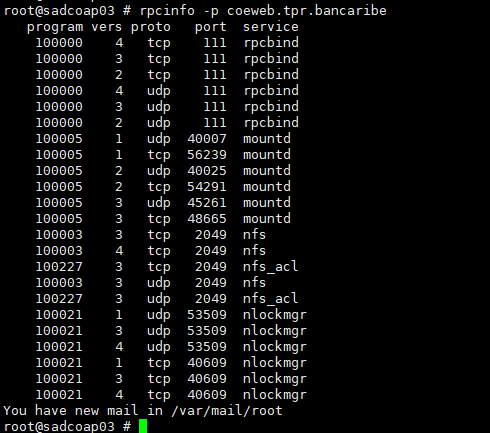 root@sadcoap03 # rpcinfo -p coeweb.tpr.bancaribe
program vers proto port service
100000 4 tcp 111 rpcbind
100000 3 tcp 111 rpcbind
100000 2 tcp 111 rpcbind
100000 4 udp 111 rpcbind
100000 3 udp 111 rpcbind
100000 2 udp 111 rpcbind
100005 1 udp 40007 mountd
100005 1 tcp 56239 mountd
100005 2 udp 40025 mountd
100005 2 tcp 54291 mountd
100005 3 udp 45261 mountd
100005 3 tcp 48665 mountd
100003 3 tcp 2049 nfs
100003 4 tcp 2049 nfs
100227 3 tcp 2049 nfs_acl
100003 3 udp 2049 nfs
100227 3 udp 2049 nfs_acl
100021 1 udp 53509 nlockmgr
100021 3 udp 53509 nlockmgr
100021 4 udp 53509 nlockmgr
100021 1 tcp 40609 nlockmgr
100021 3 tcp 40609 nlockmgr
100021 4 tcp 40609 nlockmgr
You have new mail in /var/mail/root
root@sadcoap03 #